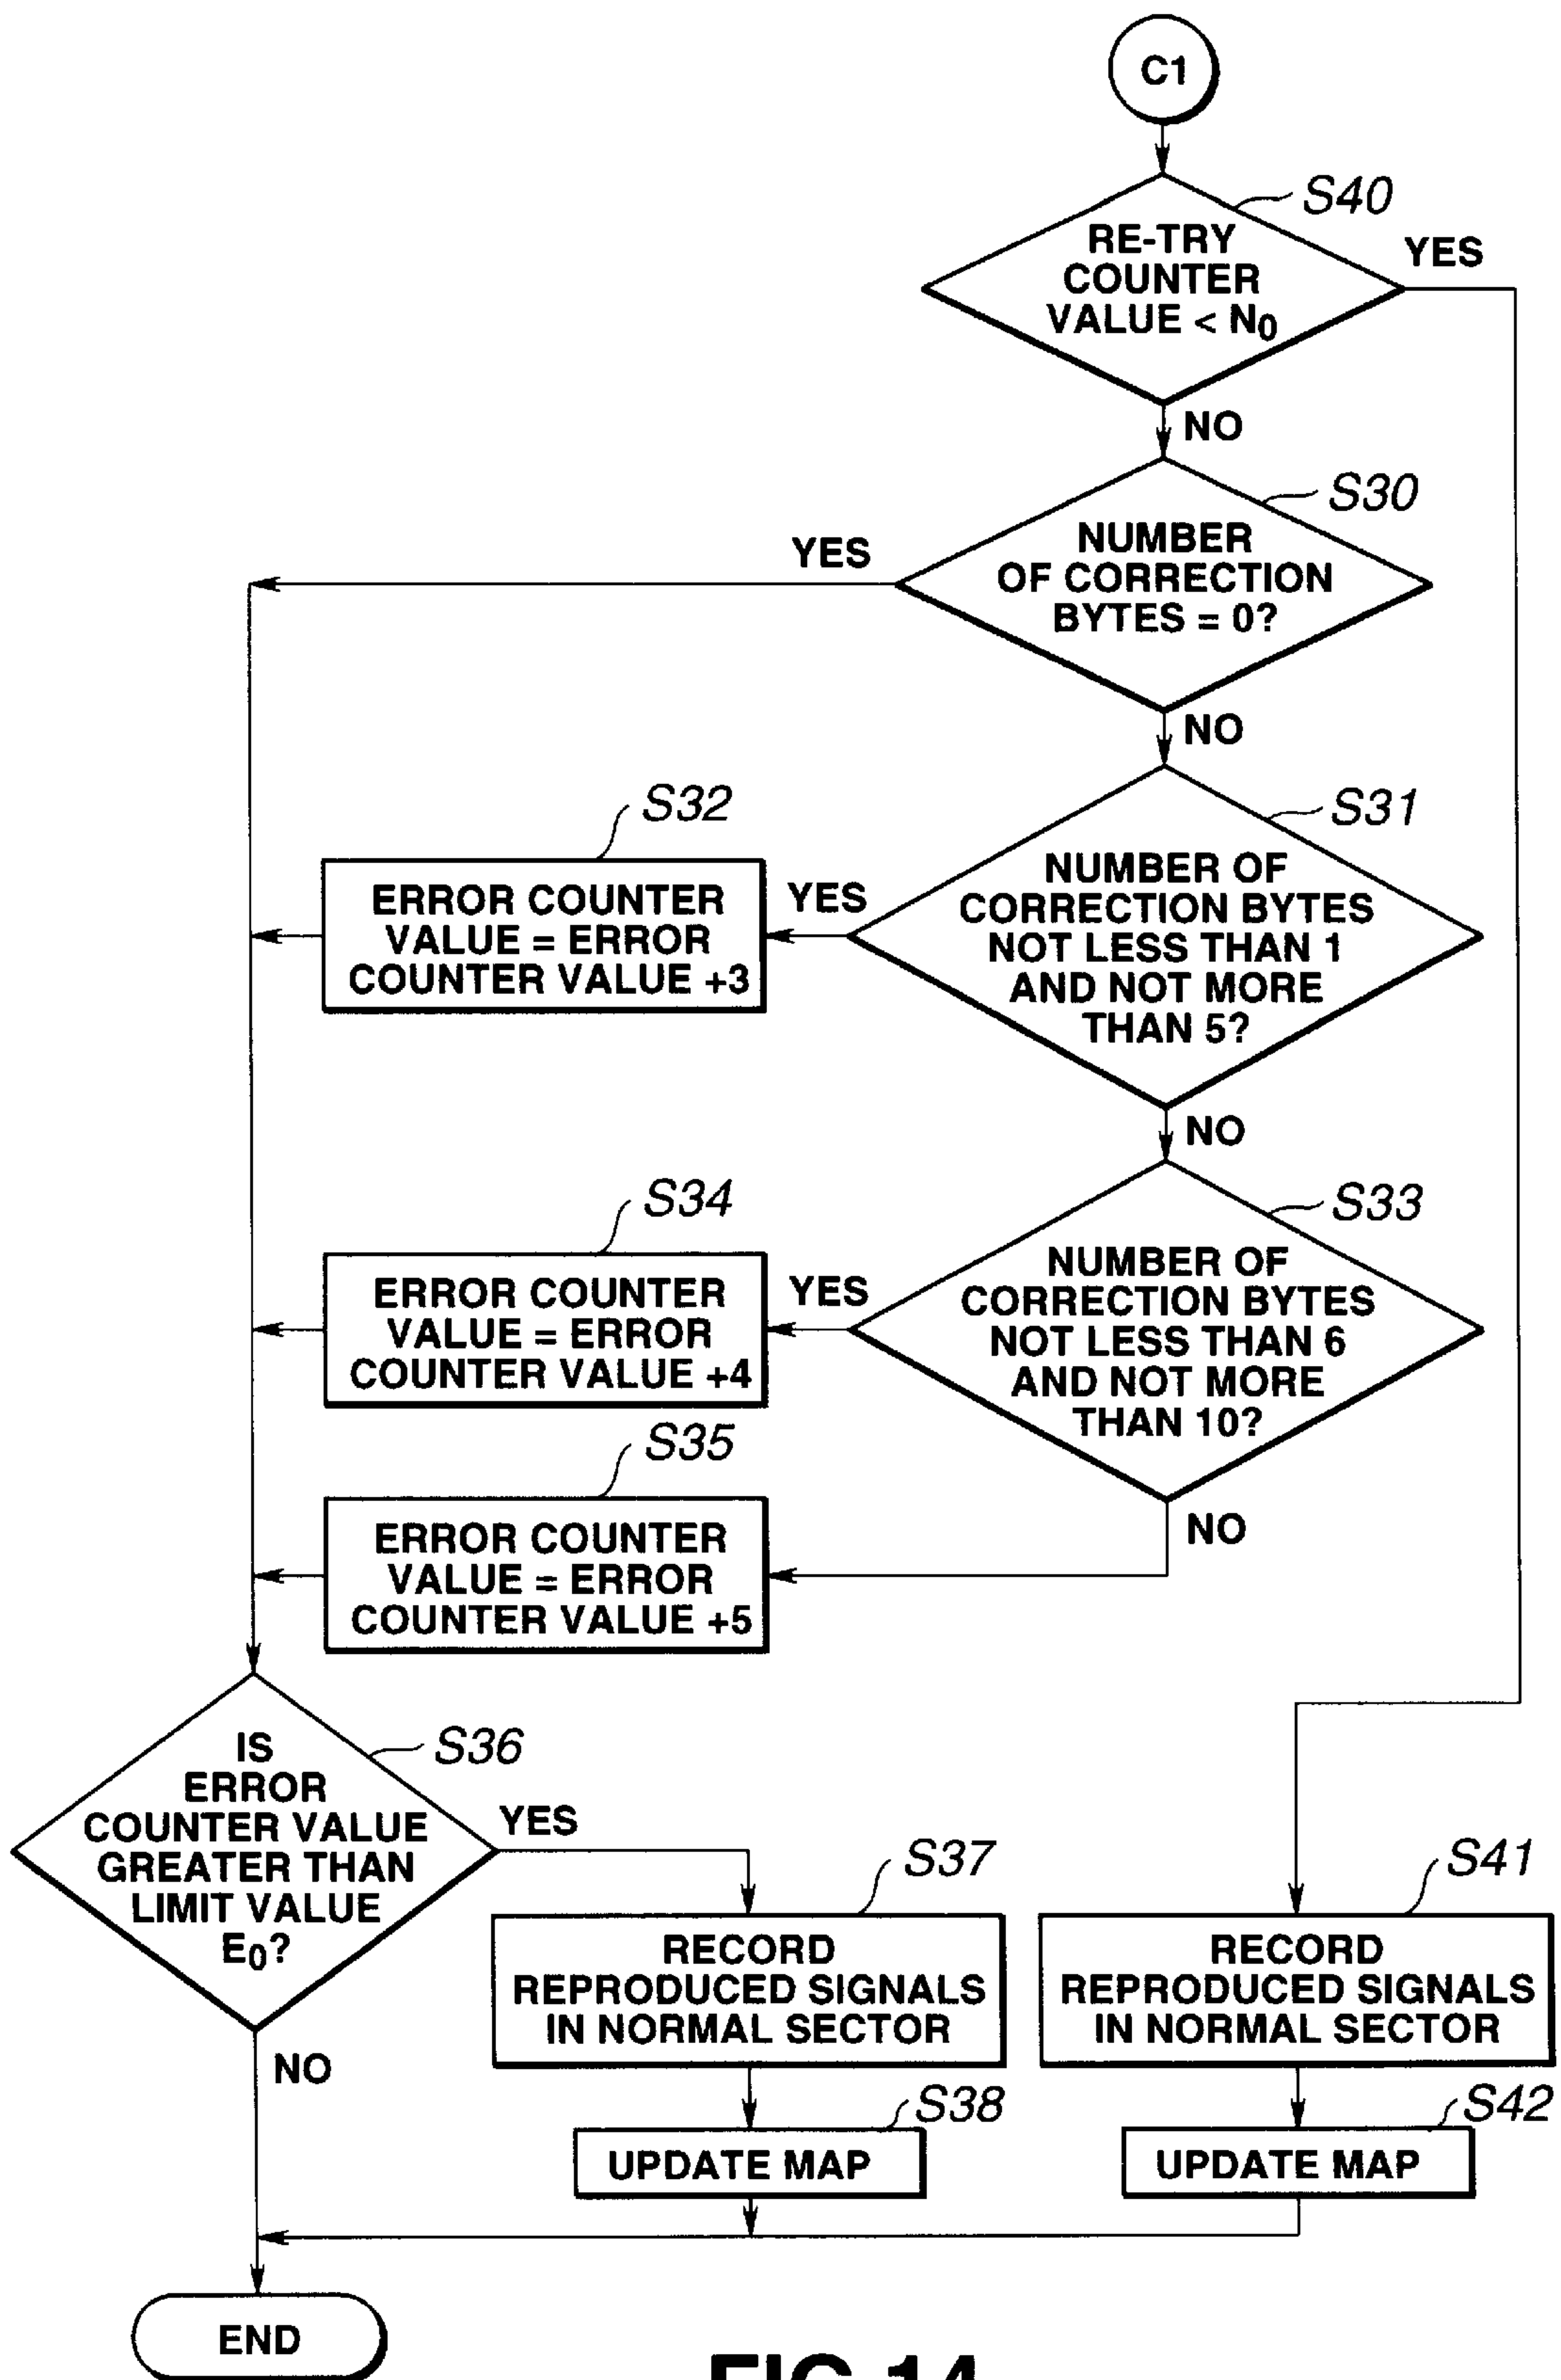 C1
S40
RE-TRY
COUNTER
VALUE < N0
YES
NO
S30
NUMBER
OF CORRECTION
BYTES = 0?
YES
NO
S31
NUMBER OF
CORRECTION BYTES
NOT LESS THAN 1
AND NOT MORE
THAN 5?
YES
S32
ERROR COUNTER
VALUE = ERROR
COUNTER VALUE +3
NO
S33
NUMBER OF
CORRECTION BYTES
NOT LESS THAN 6
AND NOT MORE
THAN 10?
YES
S34
ERROR COUNTER
VALUE = ERROR
COUNTER VALUE +4
NO
S35
ERROR COUNTER
VALUE = ERROR
COUNTER VALUE +5
S36
IS
ERROR
COUNTER VALUE
GREATER THAN
LIMIT VALUE
E0?
YES
NO
S37
RECORD
REPRODUCED SIGNALS
IN NORMAL SECTOR
S38
UPDATE MAP
S41
RECORD
REPRODUCED SIGNALS
IN NORMAL SECTOR
S42
UPDATE MAP
END
FIG.14